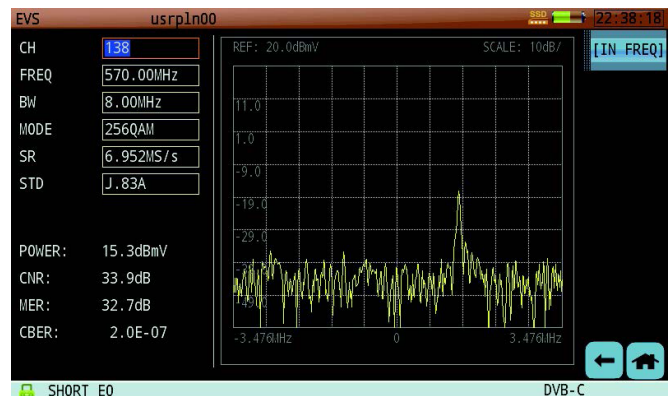 EVS usrpln00 SSD 22:38:18
CH 138
FREQ 570.00MHz
BW 8.00MHz
MODE 256QAM
SR 6.952MS/s
STD J.83A
POWER: 15.3dBmV
CNR: 33.9dB
MER: 32.7dB
CBER: 2.0E-07
REF: 20.0dBmV SCALE: 10dB/
11.0
1.0
-9.0
-19.0
-29.0
-3.476MHz 0 3.476MHz
[IN FREQ]
SHORT EQ DVB-C